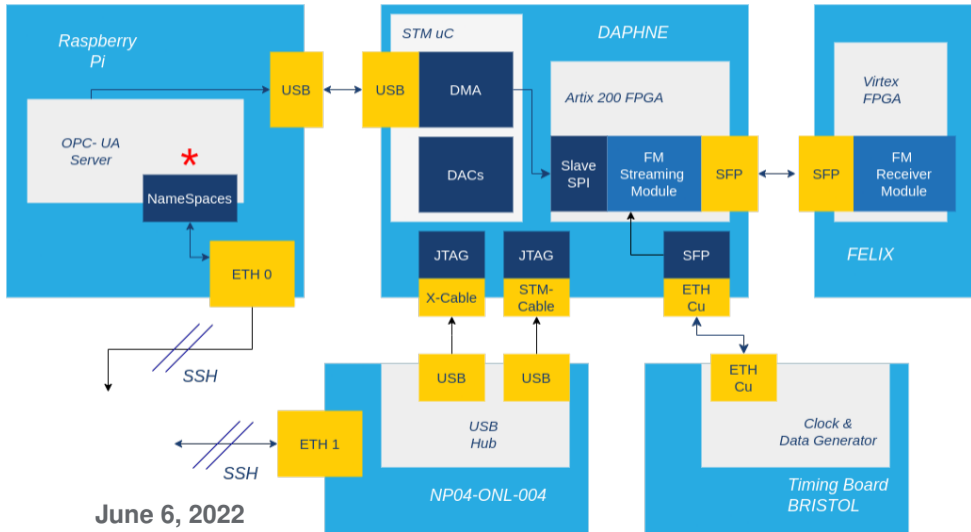 Raspberry
Pi
USB
OPC- UA
Server
*
NameSpaces
ETH 0
SSH
STM uC
USB
DMA
DACs
DAPHNE
Artix 200 FPGA
Slave
SPI
FM
Streaming
Module
SFP
JTAG
X-Cable
JTAG
STM-
Cable
SFP
ETH
Cu
Virtex
FPGA
SFP
FM
Receiver
Module
FELIX
ETH 1
SSH
USB
USB
USB
Hub
NP04-ONL-004
ETH
Cu
Clock &
Data Generator
Timing Board
BRISTOL
June 6, 2022